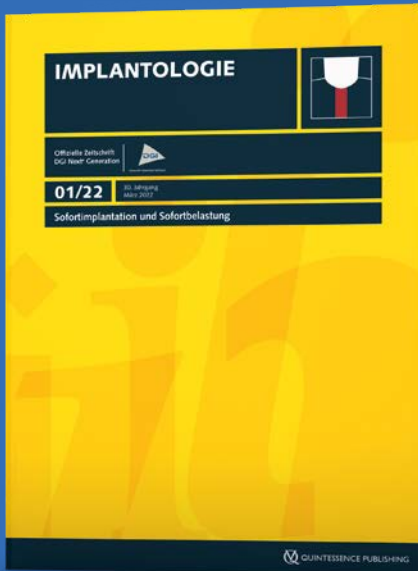 IMPLANTOLOGIE
Offizielle Zeitschrift
DGI Next Generation
DGI
01/22
30. Jahrgang
März 2022
Sofortimplantation und Sofortbelastung
QUINTESSENCE PUBLISHING